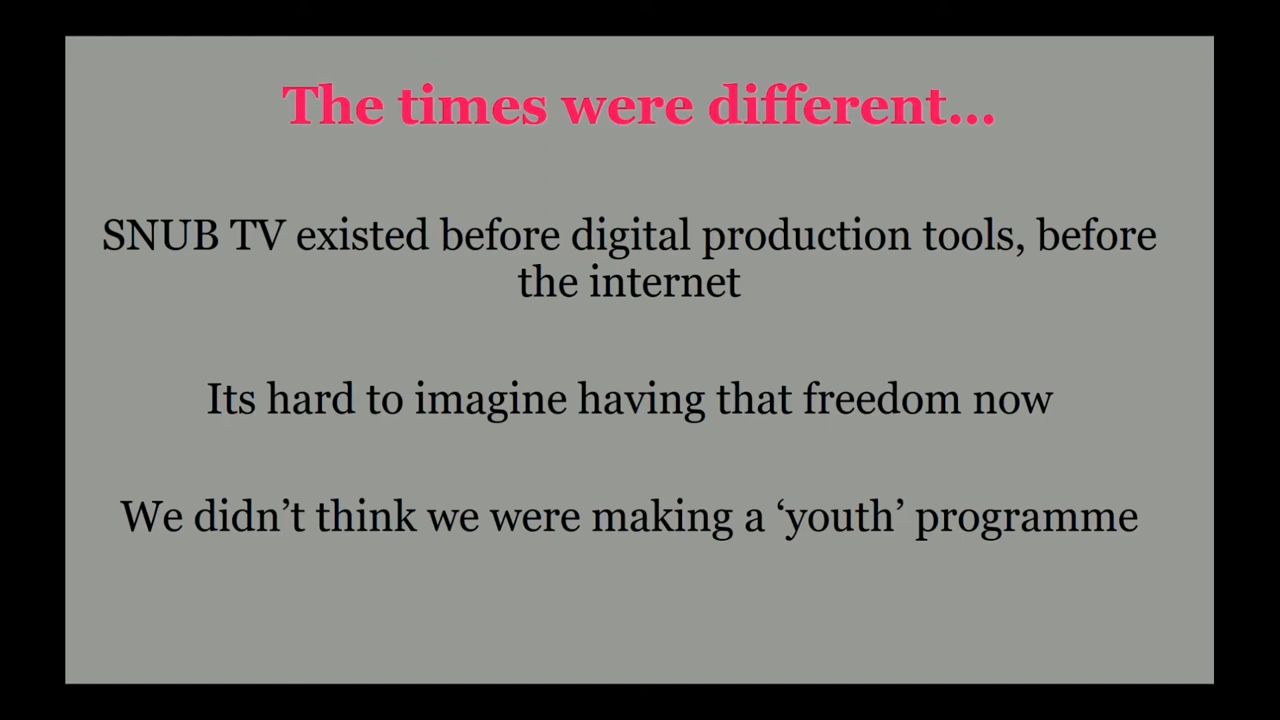 The times were different...
SNUB TV existed before digital production tools, before
the internet
Its hard to imagine having that freedom now
We didn’t think we were making a ‘youth’ programme